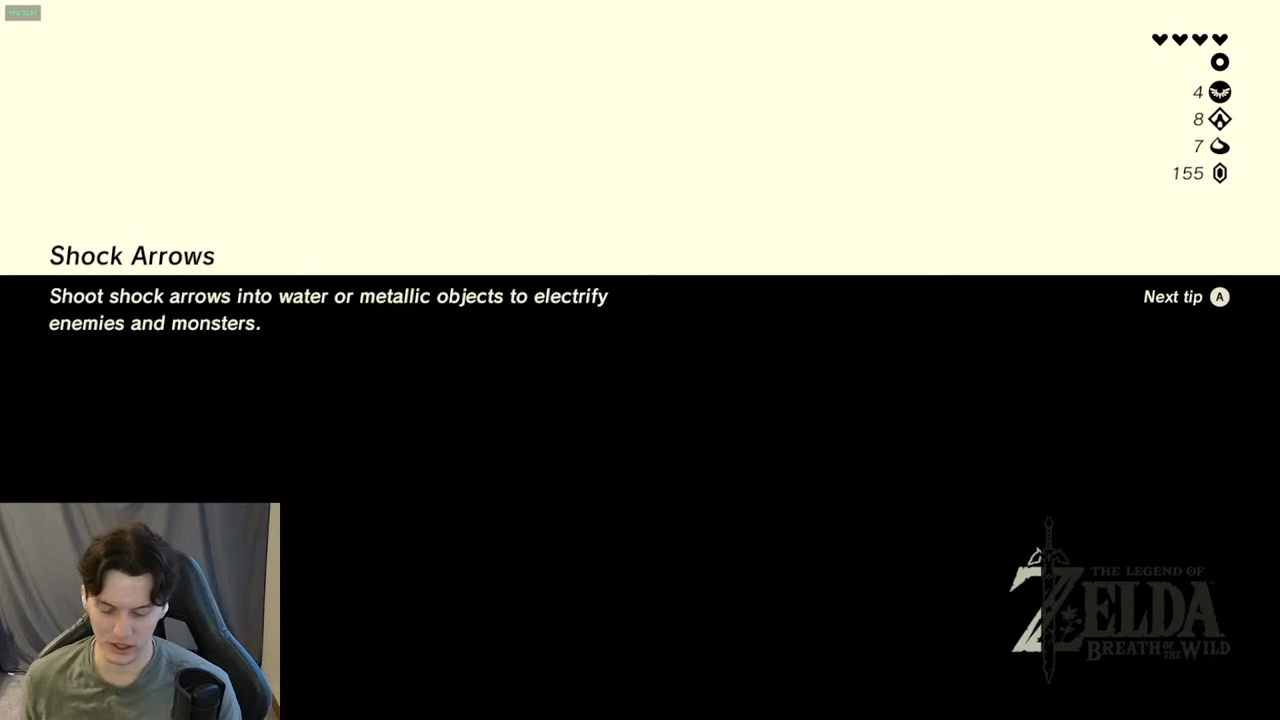 4
8
7
155
Shock Arrows
Shoot shock arrows into water or metallic objects to electrify
enemies and monsters.
Next tip A
THE LEGEND OF
ZELDA
BREATH OF THE WILD